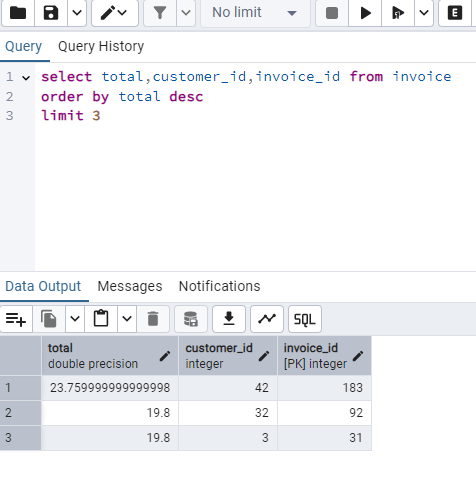 No limit
E
Query Query History
1 select total,customer_id,invoice_id from invoice
2 order by total desc
3 limit 3
Data Output Messages Notifications
SQL
total customer_id invoice_id
double precision integer [PK] integer
1 23.759999999999998 42 183
2 19.8 32 92
3 19.8 3 31